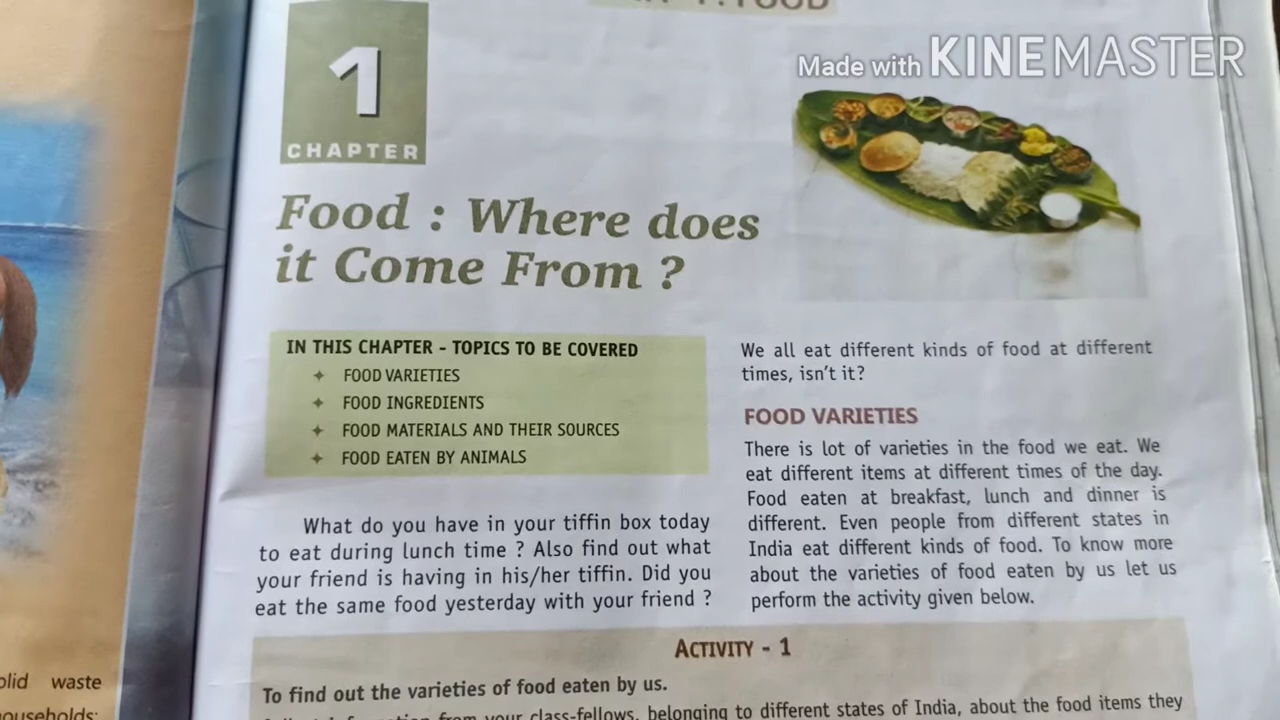 : FOOD
Made with KINEMASTER
1
CHAPTER
Food : Where does
it Come From ?
IN THIS CHAPTER - TOPICS TO BE COVERED
✦ FOOD VARIETIES
✦ FOOD INGREDIENTS
✦ FOOD MATERIALS AND THEIR SOURCES
✦ FOOD EATEN BY ANIMALS
What do you have in your tiffin box today
to eat during lunch time ? Also find out what
your friend is having in his/her tiffin. Did you
eat the same food yesterday with your friend ?
We all eat different kinds of food at different
times, isn't it?
FOOD VARIETIES
There is lot of varieties in the food we eat. We
eat different items at different times of the day.
Food eaten at breakfast, lunch and dinner is
different. Even people from different states in
India eat different kinds of food. To know more
about the varieties of food eaten by us let us
perform the activity given below.
ACTIVITY - 1
To find out the varieties of food eaten by us.
from your class-fellows, belonging to different states of India, about the food items they
waste